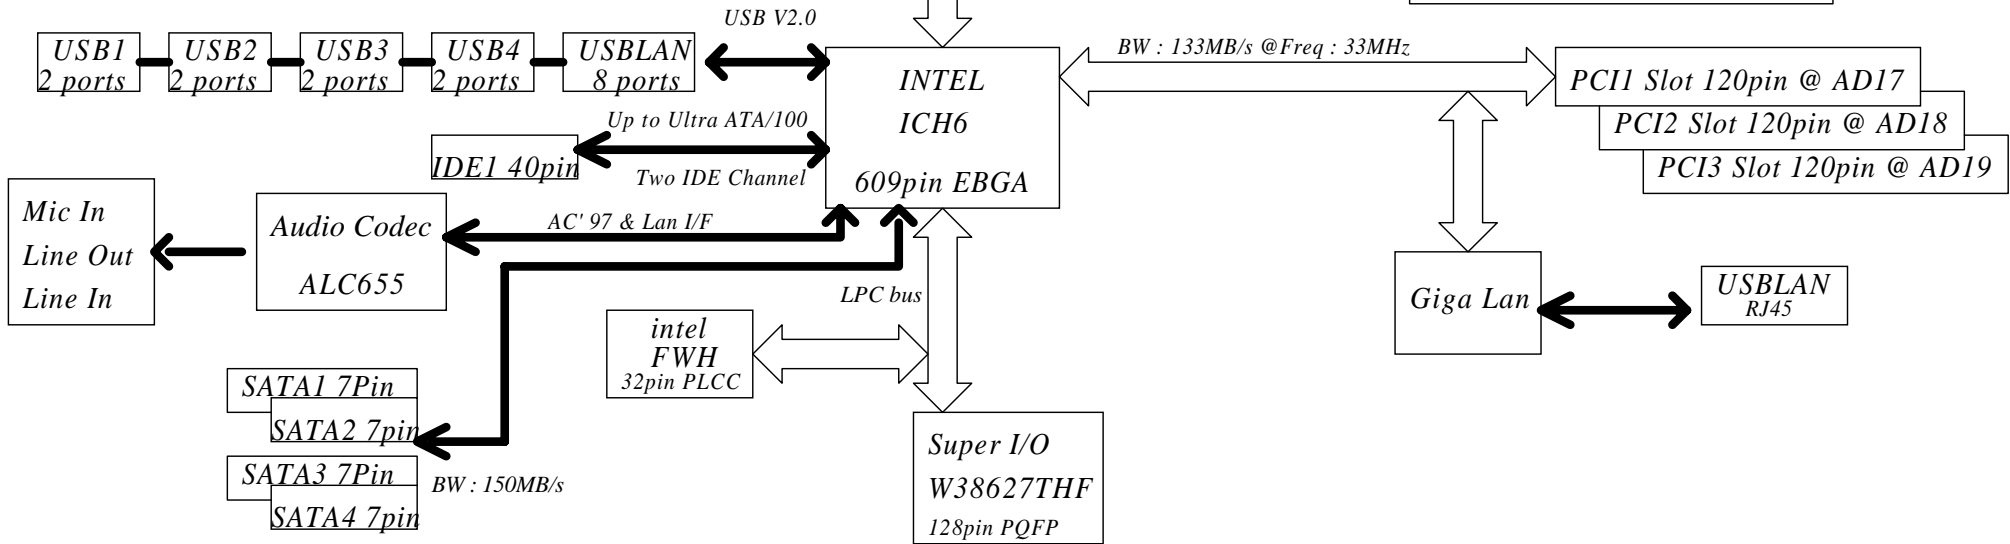 USB V2.0
USB1
2 ports
USB2
2 ports
USB3
2 ports
USB4
2 ports
USBLAN
8 ports
INTEL
ICH6
609pin EBGA
BW : 133MB/s @Freq : 33MHz
PCI1 Slot 120pin @ AD17
PCI2 Slot 120pin @ AD18
PCI3 Slot 120pin @ AD19
Up to Ultra ATA/100
IDE1 40pin
Two IDE Channel
Mic In
Line Out
Line In
Audio Codec
ALC655
AC' 97 & Lan I/F
LPC bus
Giga Lan
USBLAN
RJ45
intel
FWH
32pin PLCC
SATA1 7Pin
SATA2 7pin
SATA3 7Pin
SATA4 7pin
BW : 150MB/s
Super I/O
W38627THF
128pin PQFP